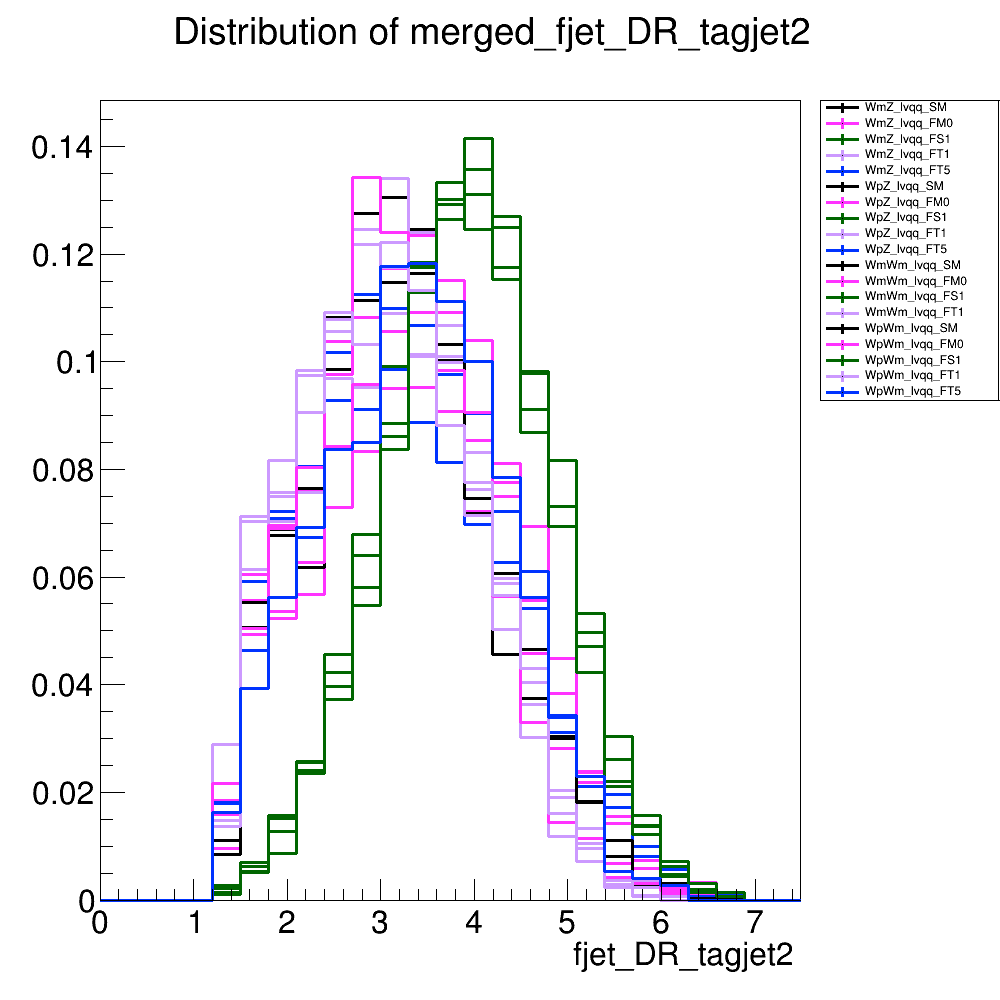 Distribution of merged_fjet_DR_tagjet2
WmZ_lvqq_SM
WmZ_lvqq_FM0
WmZ_lvqq_FS1
WmZ_lvqq_FT1
WmZ_lvqq_FT5
WpZ_lvqq_SM
WpZ_lvqq_FM0
WpZ_lvqq_FS1
WpZ_lvqq_FT1
WpZ_lvqq_FT5
WmWm_lvqq_SM
WmWm_lvqq_FM0
WmWm_lvqq_FS1
WmWm_lvqq_FT1
WpWm_lvqq_SM
WpWm_lvqq_FM0
WpWm_lvqq_FS1
WpWm_lvqq_FT1
WpWm_lvqq_FT5
0.14
0.12
0.1
0.08
0.06
0.04
0.02
0
0 1 2 3 4 5 6 7
fjet_DR_tagjet2